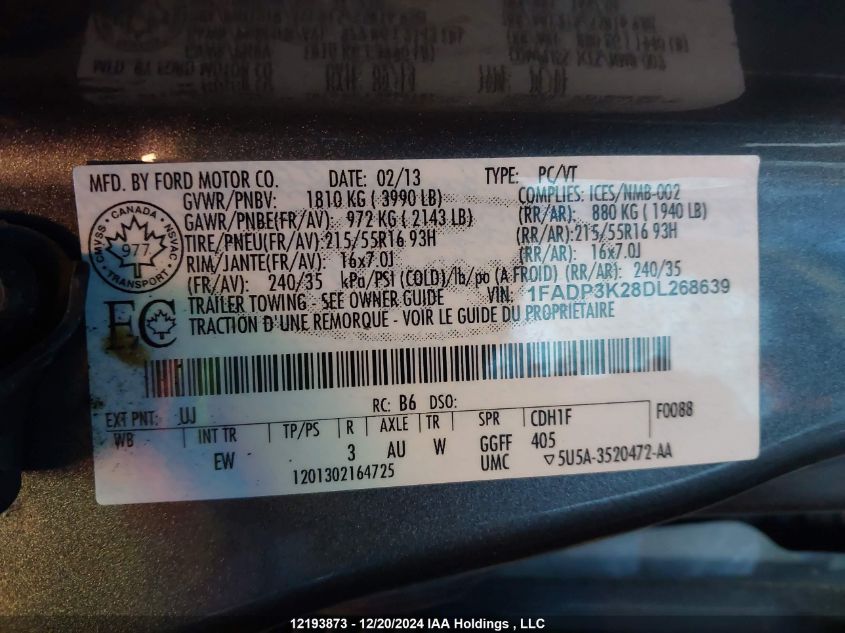 MFD. BY FORD MOTOR CO. DATE: 02/13 TYPE: PC/VT
GVWR/PNBV: 1810 KG ( 3990 LB) COMPLIES: ICES/NMB-002
GAWR/PNBE(FR/AV): 972 KG ( 2143 LB) (RR/AR): 880 KG ( 1940 LB)
TIRE/PNEU(FR/AV):215/55R16 93H (RR/AR):215/55R16 93H
RIM/JANTE(FR/AV): 16x7.0J (RR/AR): 16x7.0J
(FR/AV): 240/35 kPa/PSI (COLD)/lb/po (A FROID) (RR/AR): 240/35
TRAILER TOWING - SEE OWNER GUIDE VIN: 1FADP3K28DL268639
TRACTION D'UNE REMORQUE - VOIR LE GUIDE DU PROPRIÉTAIRE
CANADA
CMVSS 977 NSVAC
TRANSPORT
EC
EXT PNT: UJ RC: B6 DSO: F0088
WB INT TR TP/PS R AXLE TR SPR CDH1F
EW 3 AU W GGFF 405
1201302164725 UMC ▽5U5A-3520472-AA
12193873 - 12/20/2024 IAA Holdings , LLC